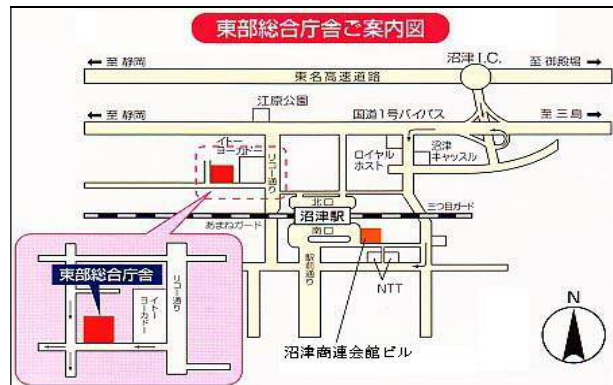 東部総合庁舎ご案内図
沼津I.C.
至 静岡
至 御殿場
東名高速道路
江原公園
至 静岡
国道1号バイパス
至 三島
イトー
ヨーカドー
リコー通り
ロイヤル
ホスト
沼津
キャッスル
北口
沼津駅
三つ目ガード
あまねガード
南口
駅前通り
NTT
東部総合庁舎
リコー通り
イトー
ヨーカドー
沼津商連会館ビル
N